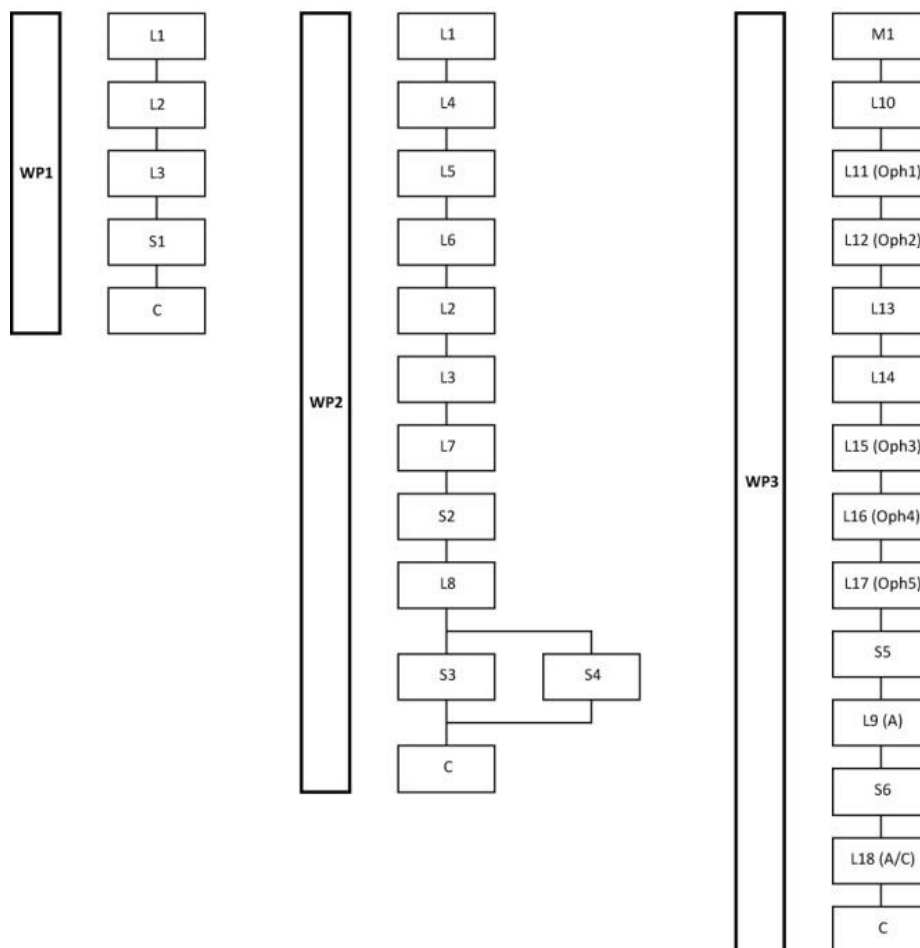 WP1
L1
L2
L3
S1
C
WP2
L1
L4
L5
L6
L2
L3
L7
S2
L8
S3
S4
C
WP3
M1
L10
L11 (Oph1)
L12 (Oph2)
L13
L14
L15 (Oph3)
L16 (Oph4)
L17 (Oph5)
S5
L9 (A)
S6
L18 (A/C)
C